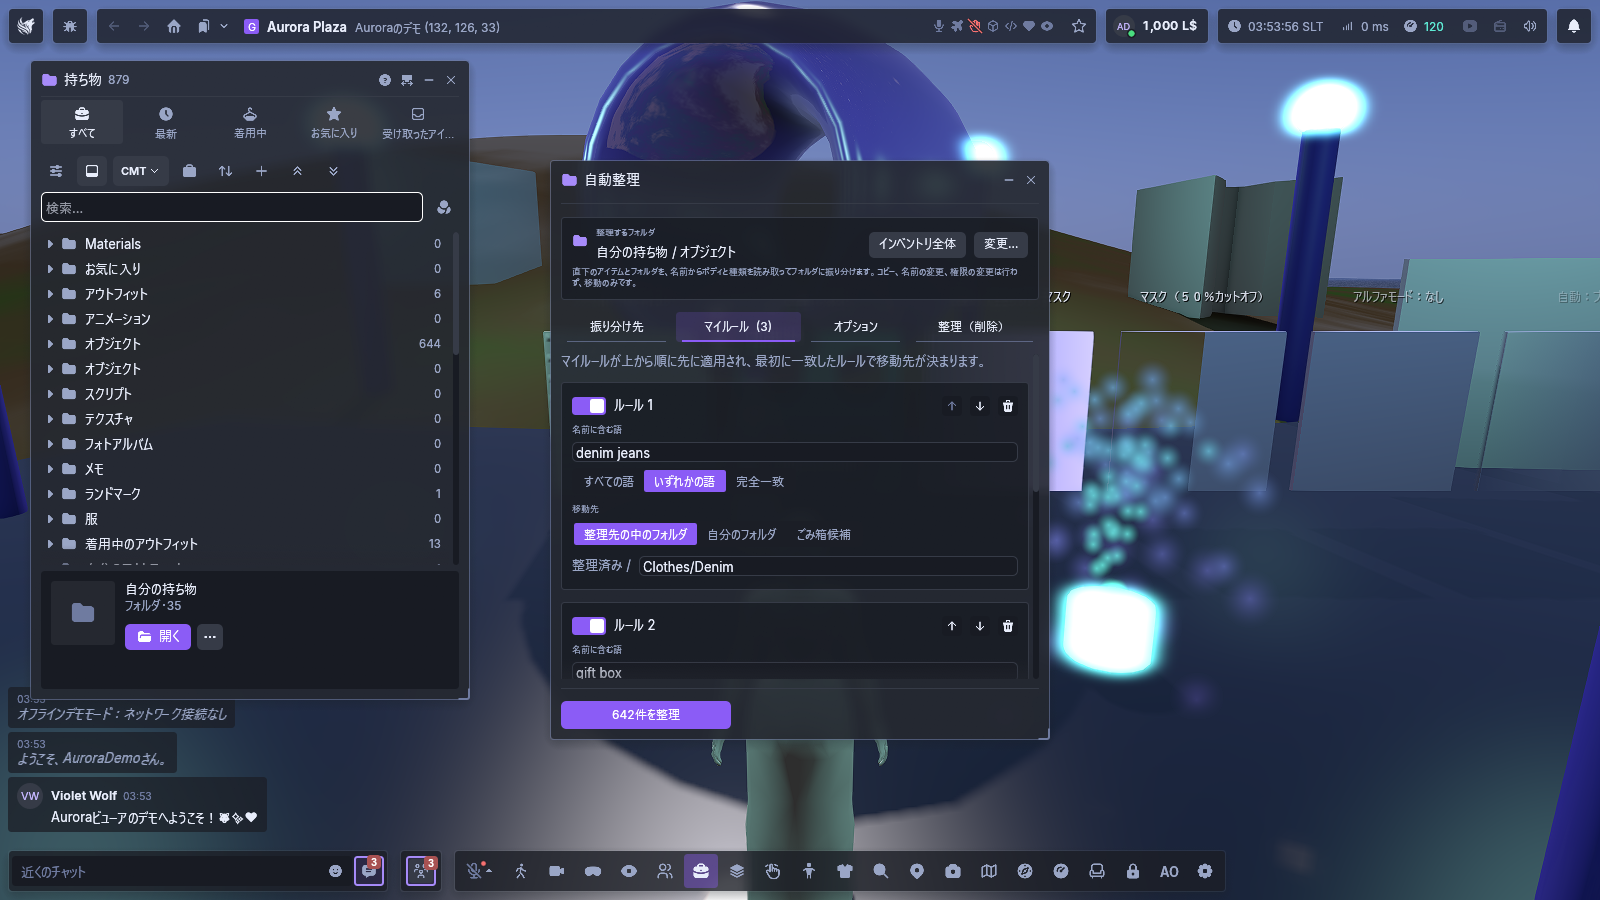 Aurora Plaza Auroraのデモ (132, 126, 33)
AD 1,000 L$
03:53:56 SLT 0 ms 120
持ち物 879
すべて 最新 着用中 お気に入り 受け取ったアイ...
CMT
検索...
Materials 0
お気に入り 0
アウトフィット 6
アニメーション 0
オブジェクト 644
オブジェクト 0
スクリプト 0
テクスチャ 0
フォトアルバム 0
メモ 0
ランドマーク 1
服 0
着用中のアウトフィット 13
自分の持ち物
フォルダ·35
開く
自動整理
整理するフォルダ
自分の持ち物 / オブジェクト
インベントリ全体 変更...
直下のアイテムとフォルダを、名前からボディと種類を読み取ってフォルダに振り分けます。コピー、名前の変更、権限の変更は行わ
ず、移動のみです。
振り分け先 マイルール (3) オプション 整理（削除）
マイルールが上から順に先に適用され、最初に一致したルールで移動先が決まります。
ルール 1
名前に含む語
denim jeans
すべての語 いずれかの語 完全一致
移動先
整理先の中のフォルダ 自分のフォルダ ごみ箱候補
整理済み / Clothes/Denim
ルール 2
名前に含む語
gift box
642件を整理
マスク（５０％カットオフ）
アルファモード：なし
03:53
オフラインデモモード：ネットワーク接続なし
03:53
ようこそ、AuroraDemoさん。
VW Violet Wolf 03:53
Auroraビューアのデモへようこそ！
近くのチャット
3
3
AO